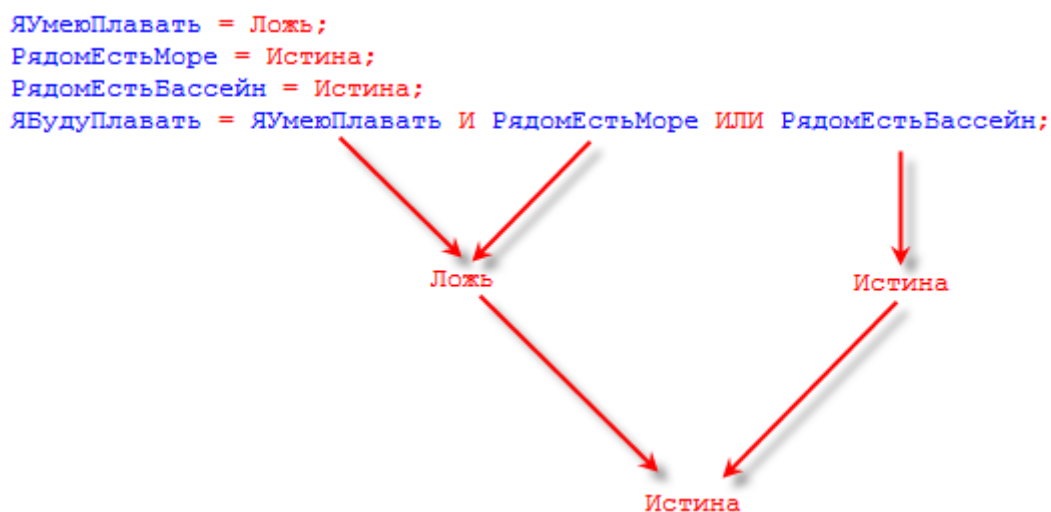 ЯУмеюПлавать = Ложь;
РядомЕстьМоре = Истина;
РядомЕстьБассейн = Истина;
ЯБудуПлавать = ЯУмеюПлавать И РядомЕстьМоре ИЛИ РядомЕстьБассейн;
Ложь Истина
Истина